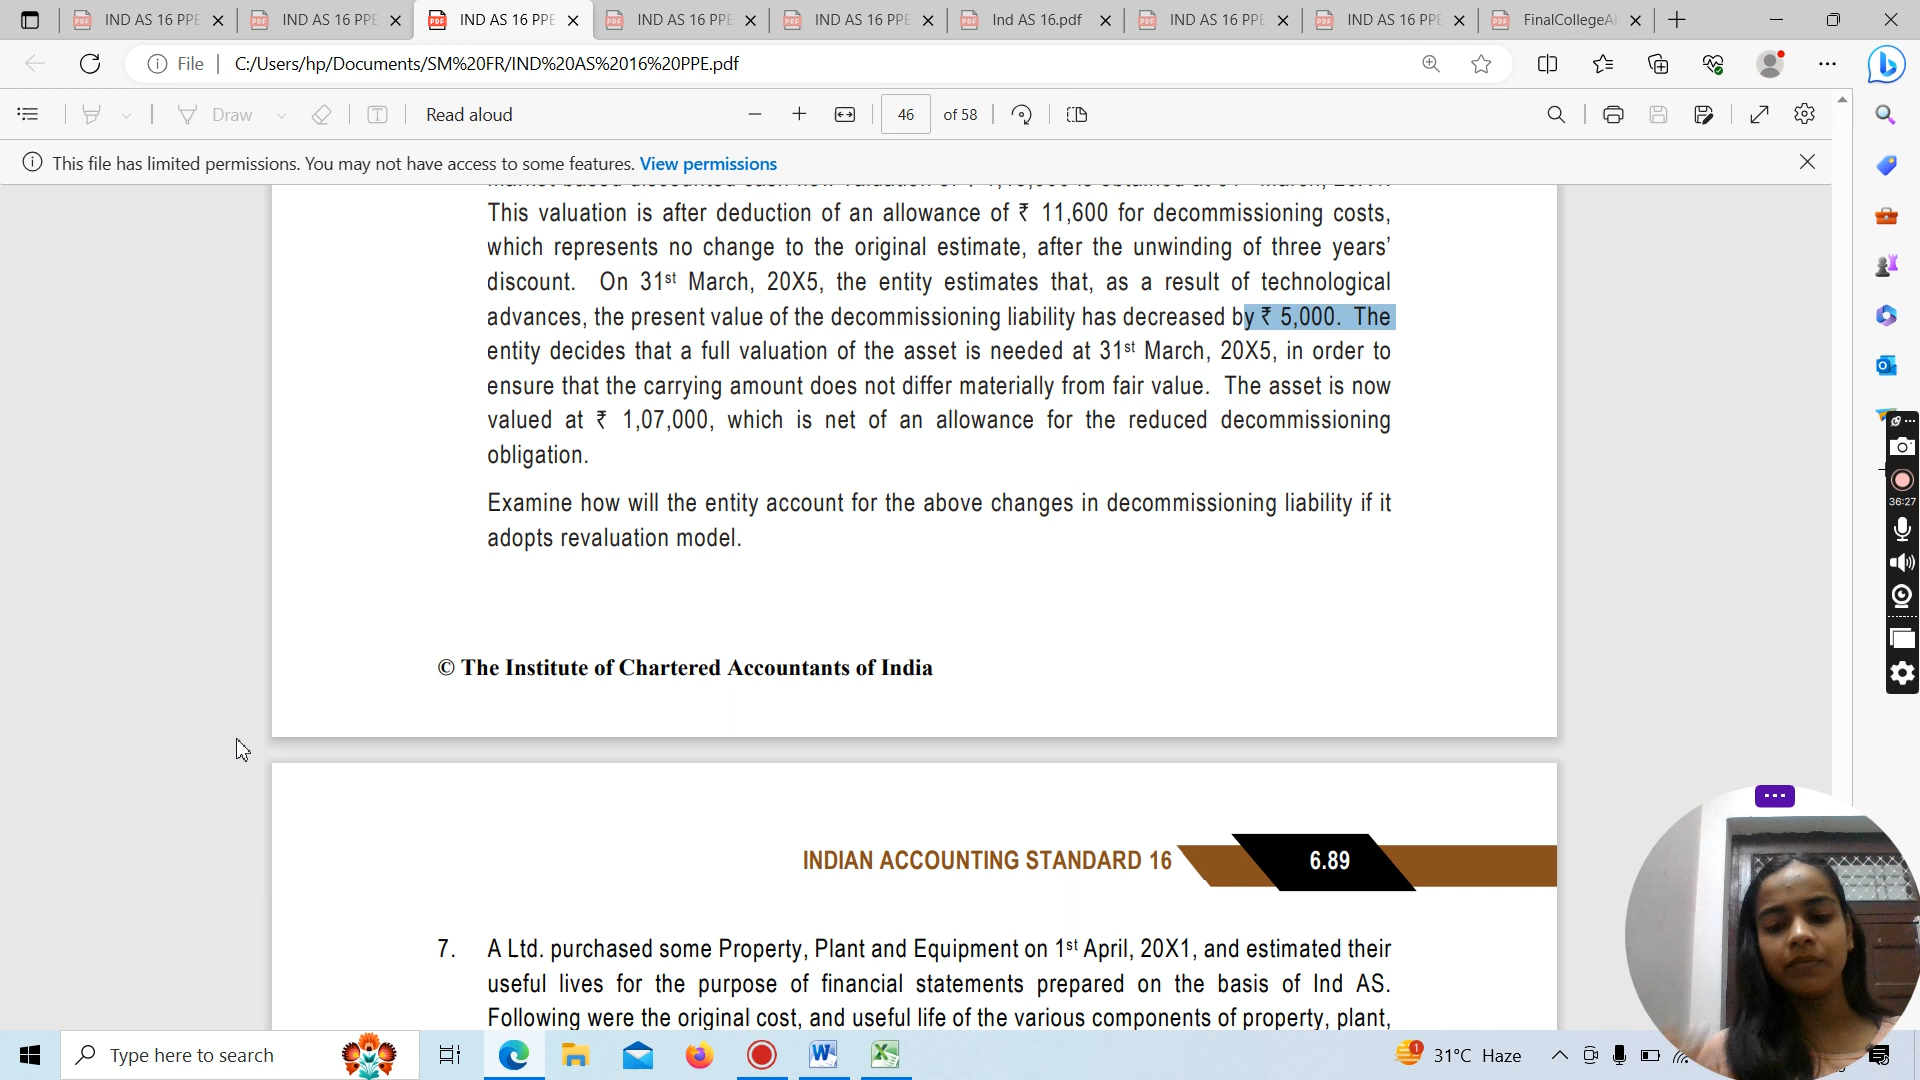 IND AS 16 PPE
IND AS 16 PPE
IND AS 16 PPE
IND AS 16 PPE
IND AS 16 PPE
Ind AS 16.pdf
IND AS 16 PPE
IND AS 16 PPE
FinalCollegeA
File
C:/Users/hp/Documents/SM%20FR/IND%20AS%2016%20PPE.pdf
Draw
Read aloud
46
of 58
This file has limited permissions. You may not have access to some features. View permissions
This valuation is after deduction of an allowance of ₹ 11,600 for decommissioning costs,
which represents no change to the original estimate, after the unwinding of three years’
discount. On 31st March, 20X5, the entity estimates that, as a result of technological
advances, the present value of the decommissioning liability has decreased by ₹ 5,000. The
entity decides that a full valuation of the asset is needed at 31st March, 20X5, in order to
ensure that the carrying amount does not differ materially from fair value. The asset is now
valued at ₹ 1,07,000, which is net of an allowance for the reduced decommissioning
obligation.
Examine how will the entity account for the above changes in decommissioning liability if it
adopts revaluation model.
© The Institute of Chartered Accountants of India
INDIAN ACCOUNTING STANDARD 16
6.89
7. A Ltd. purchased some Property, Plant and Equipment on 1st April, 20X1, and estimated their
useful lives for the purpose of financial statements prepared on the basis of Ind AS.
Following were the original cost, and useful life of the various components of property, plant,
36:27
Type here to search
31°C Haze